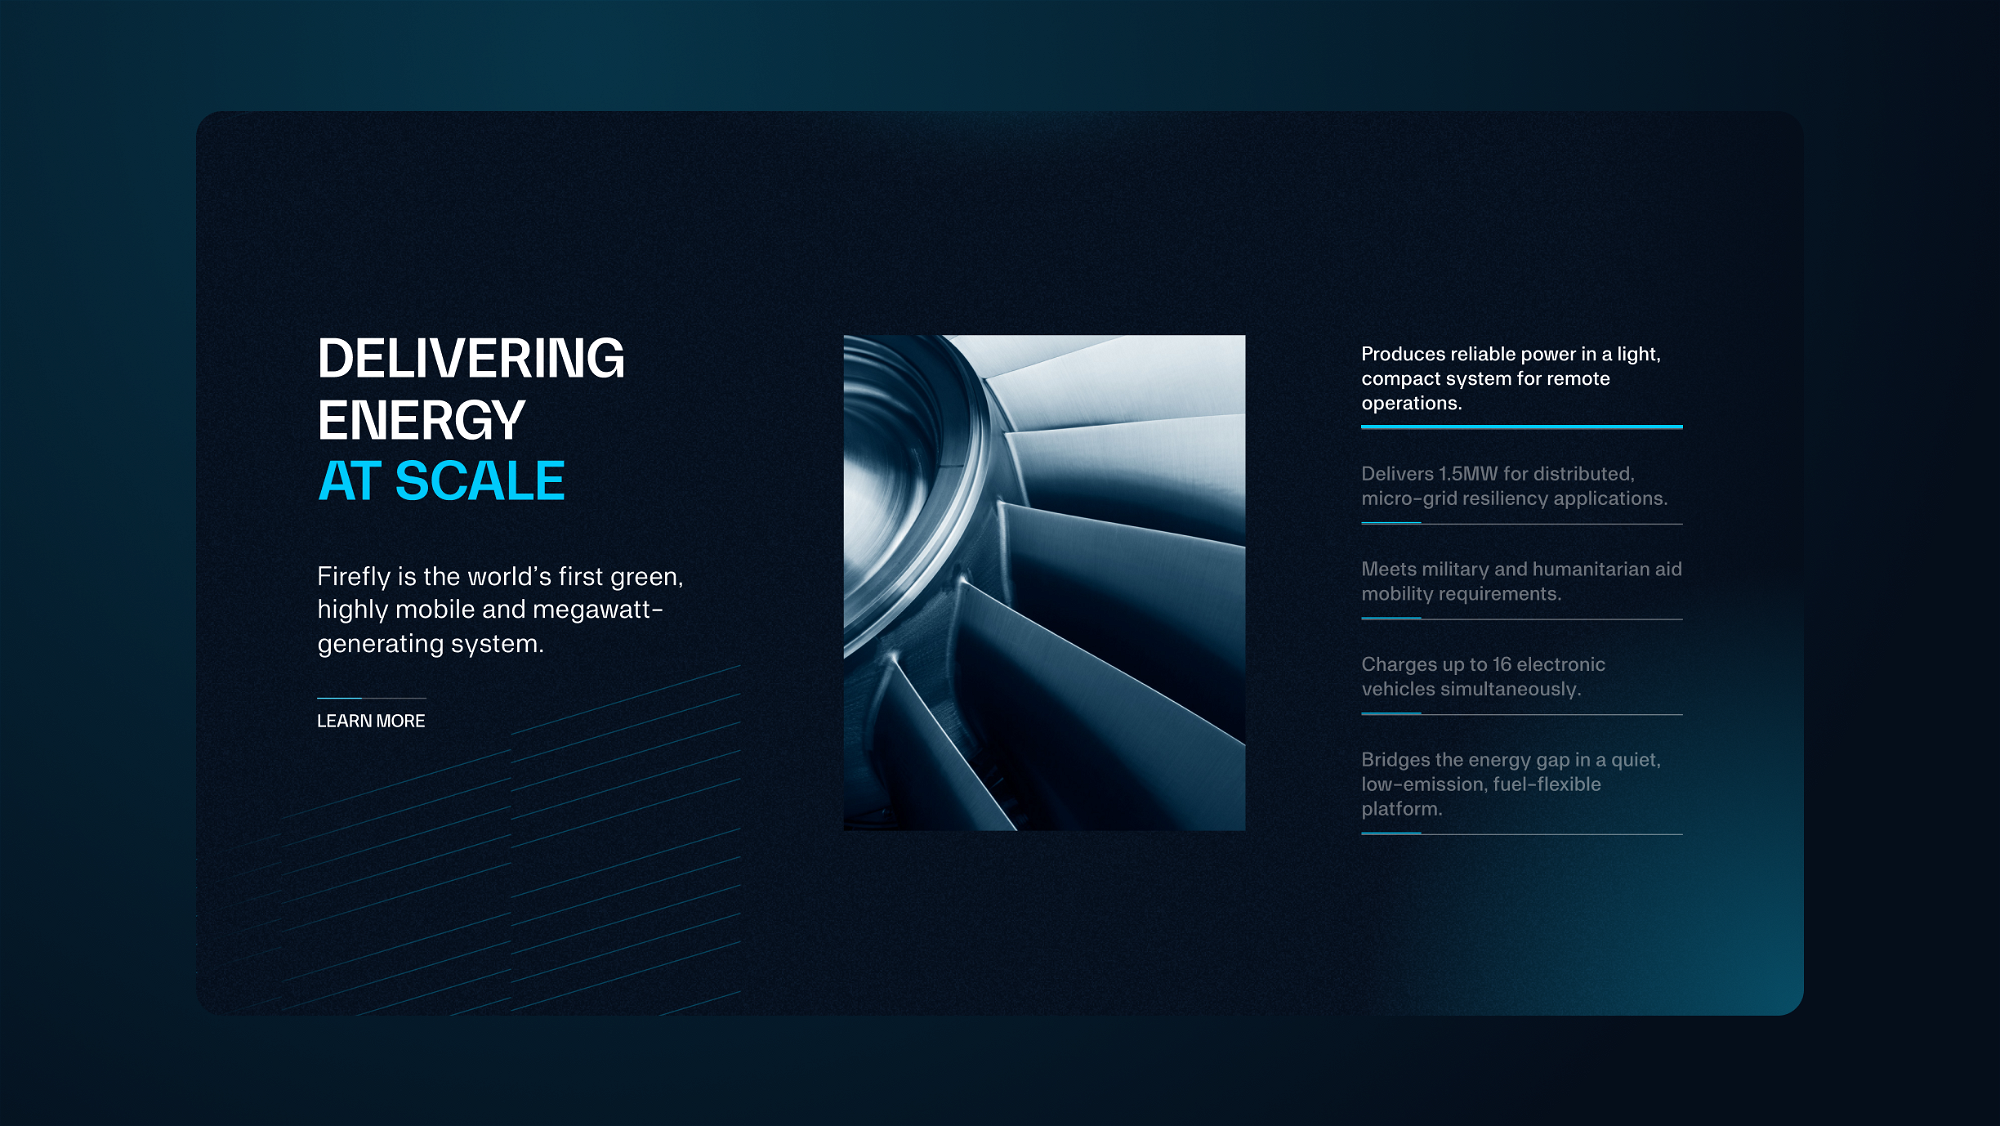 DELIVERING
ENERGY
AT SCALE
Firefly is the world's first green,
highly mobile and megawatt-
generating system.
LEARN MORE
Produces reliable power in a light,
compact system for remote
operations.
Delivers 1.5MW for distributed,
micro-grid resiliency applications.
Meets military and humanitarian aid
mobility requirements.
Charges up to 16 electronic
vehicles simultaneously.
Bridges the energy gap in a quiet,
low-emission, fuel-flexible
platform.